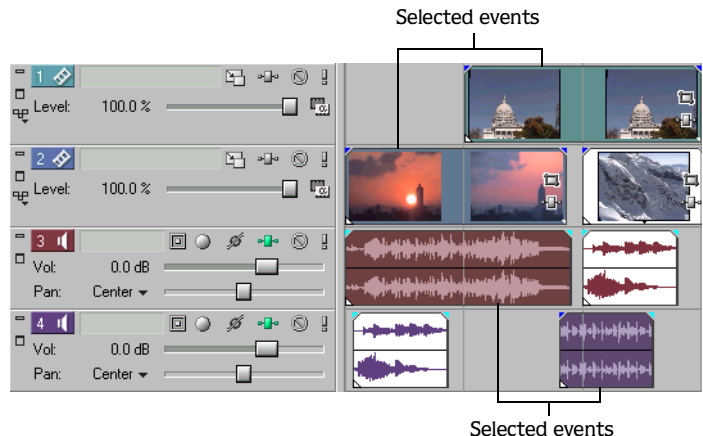 Selected events
1
Level: 100.0 %
2
Level: 100.0 %
3
Vol: 0.0 dB
Pan: Center
4
Vol: 0.0 dB
Pan: Center
Selected events